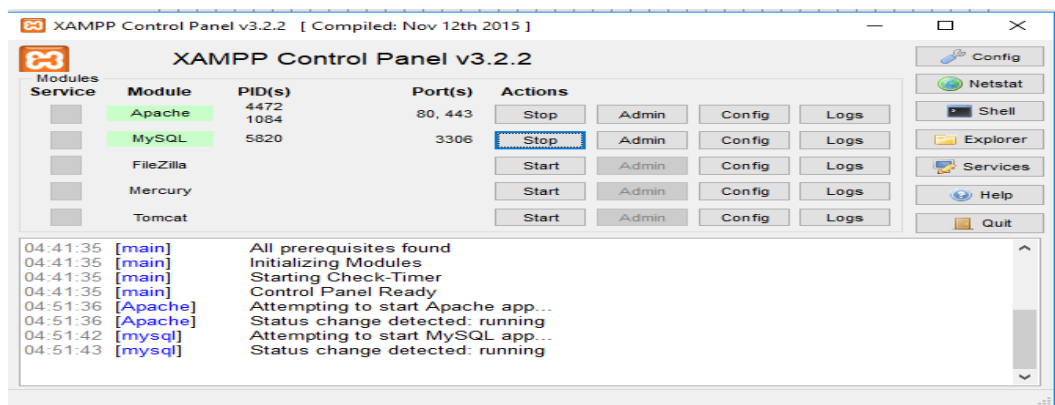 XAMPP Control Panel v3.2.2 [ Compiled: Nov 12th 2015 ]
XAMPP Control Panel v3.2.2
Config
Modules
Service Module PID(s) Port(s) Actions
Netstat
Apache 4472 1084 80, 443 Stop Admin Config Logs
Shell
MySQL 5820 3306 Stop Admin Config Logs
Explorer
FileZilla Start Admin Config Logs
Services
Mercury Start Admin Config Logs
Help
Tomcat Start Admin Config Logs
Quit
04:41:35 [main] All prerequisites found
04:41:35 [main] Initializing Modules
04:41:35 [main] Starting Check-Timer
04:41:35 [main] Control Panel Ready
04:51:36 [Apache] Attempting to start Apache app...
04:51:36 [Apache] Status change detected: running
04:51:42 [mysql] Attempting to start MySQL app...
04:51:43 [mysql] Status change detected: running